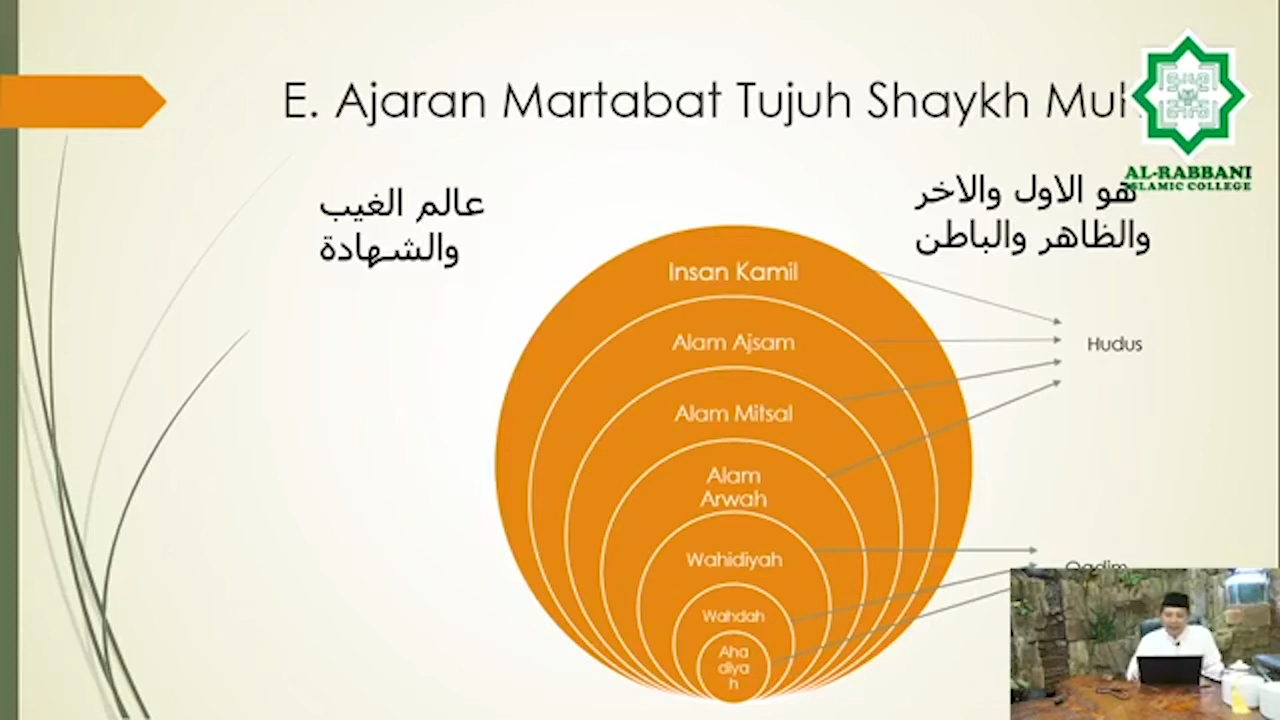 E. Ajaran Martabat Tujuh Shaykh
AL-RABBANI
ISLAMIC COLLEGE
عالم الغيب
والشهادة
هو الاول والاخر
والظاهر والباطن
Insan Kamil
Alam Ajsam
Alam Mitsal
Alam
Arwah
Wahidiyah
Wahdah
Aha
diya
h
Hudus
Qadim